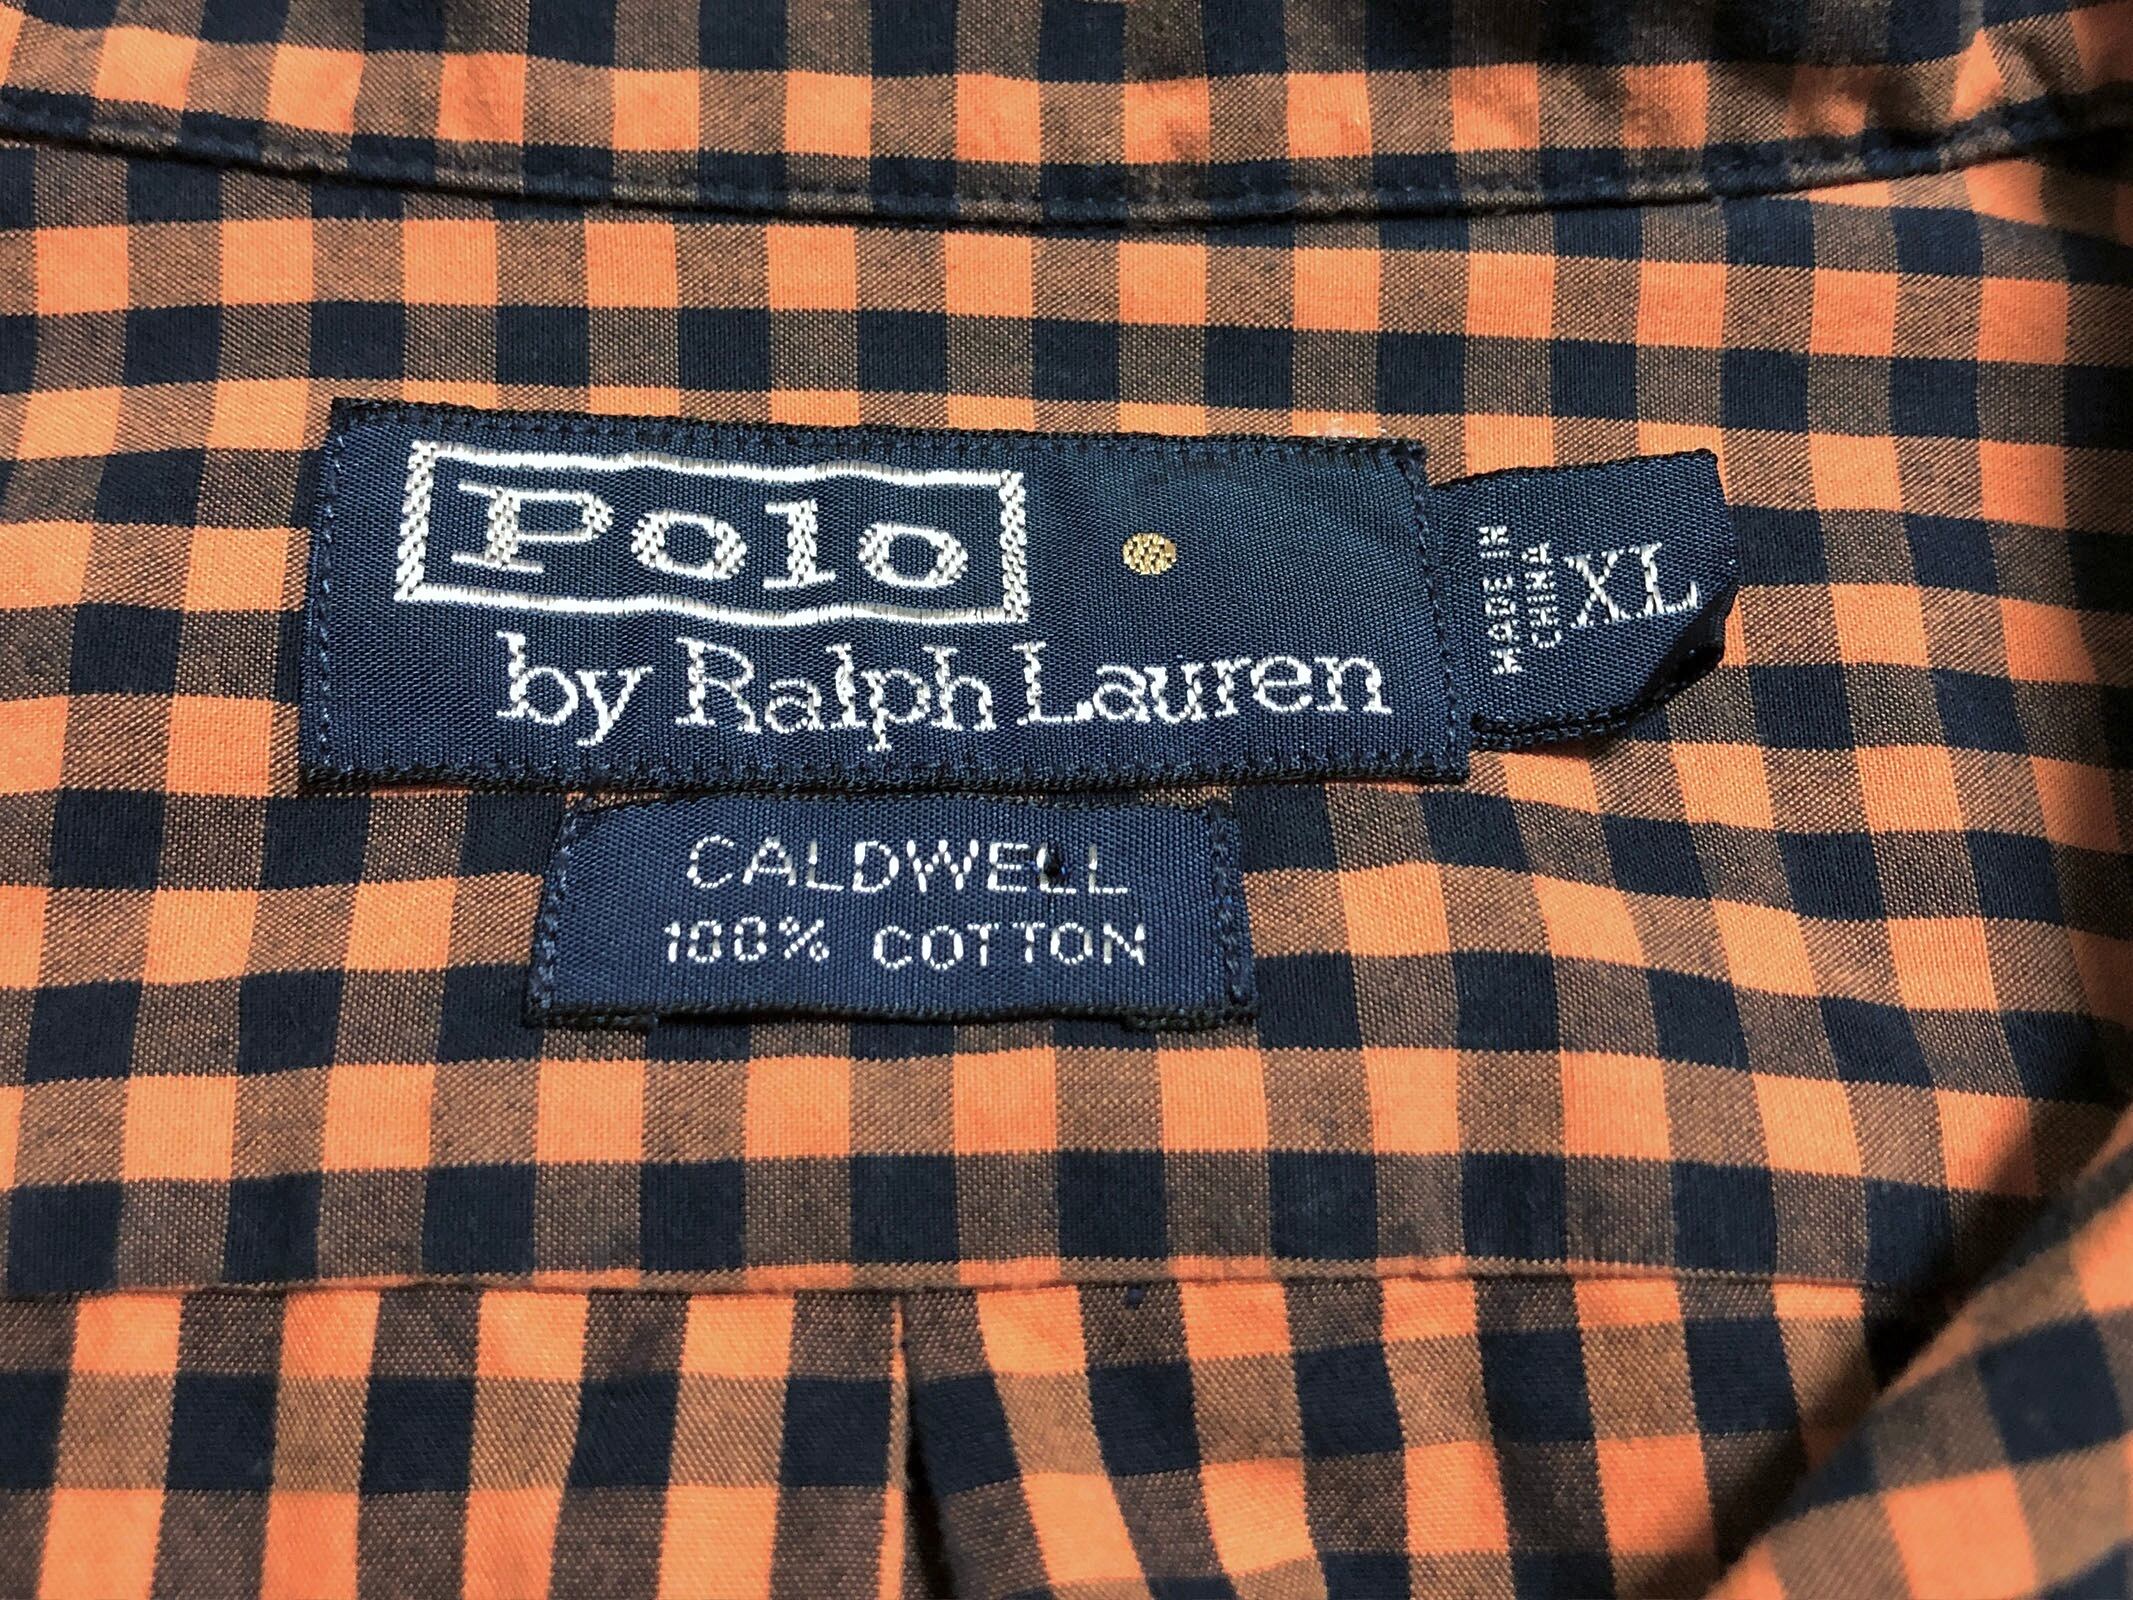 Polo
by Ralph Lauren
MADE IN
CHINA
XL
CALDWELL
100% COTTON